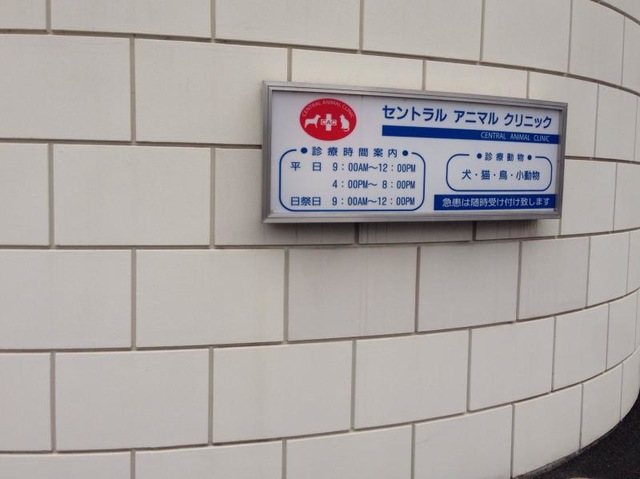 CENTRAL ANIMAL CLINIC
CAC
セントラル アニマル クリニック
CENTRAL ANIMAL CLINIC
●診療時間案内●
平 日 9:00AM～12:00PM
4:00PM～ 8:00PM
日祭日 9:00AM～12:00PM
●診療動物●
犬・猫・鳥・小動物
急患は随時受け付け致します